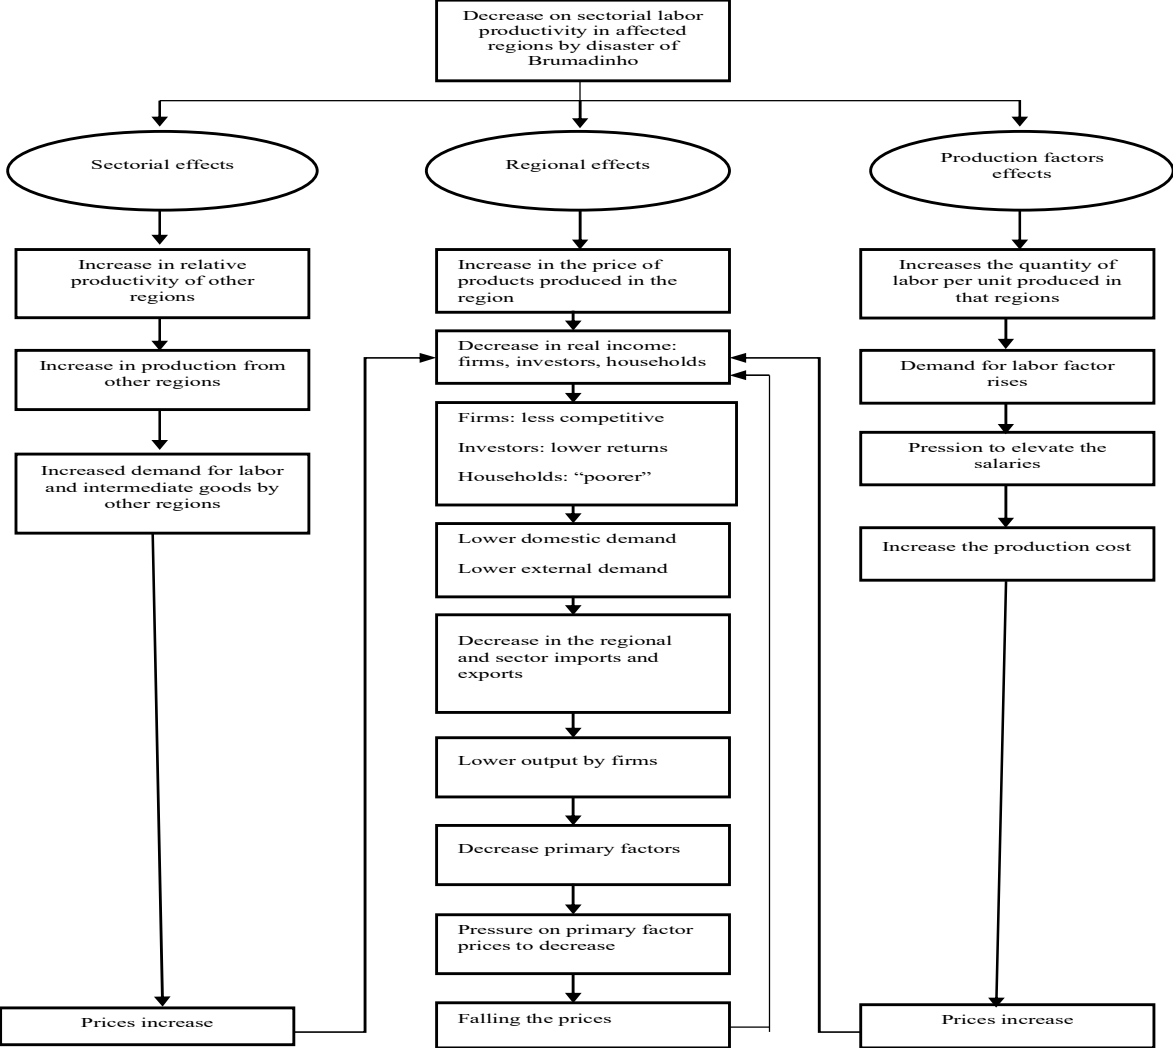 Decrease on sectorial labor
productivity in affected
regions by disaster of
Brumadinho
Sectorial effects
Regional effects
Production factors
effects
Increase in relative
productivity of other
regions
Increase in production from
other regions
Increased demand for labor
and intermediate goods by
other regions
Prices increase
Increase in the price of
products produced in the
region
Decrease in real income:
firms, investors, households
Firms: less competitive
Investors: lower returns
Households: “poorer”
Lower domestic demand
Lower external demand
Decrease in the regional
and sector imports and
exports
Lower output by firms
Decrease primary factors
Pressure on primary factor
prices to decrease
Falling the prices
Increases the quantity of
labor per unit produced in
that regions
Demand for labor factor
rises
Pression to elevate the
salaries
Increase the production cost
Prices increase